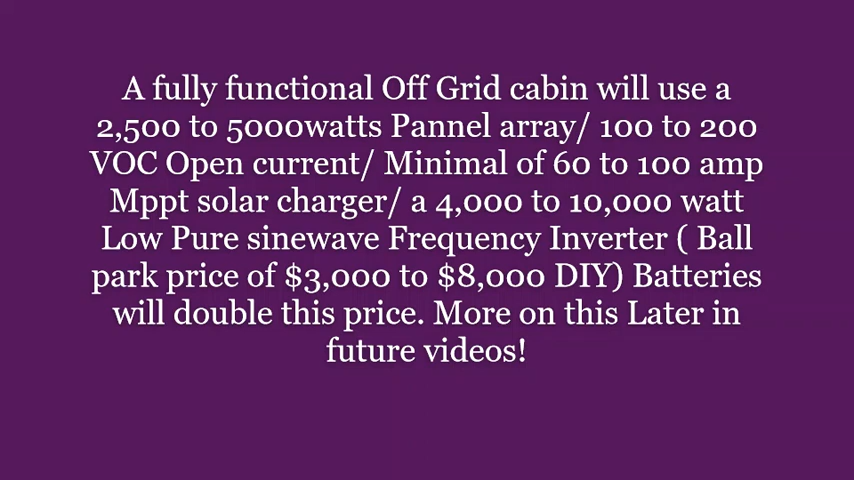 A fully functional Off Grid cabin will use a
2,500 to 5000watts Pannel array/ 100 to 200
VOC Open current/ Minimal of 60 to 100 amp
Mppt solar charger/ a 4,000 to 10,000 watt
Low Pure sinewave Frequency Inverter ( Ball
park price of $3,000 to $8,000 DIY) Batteries
will double this price. More on this Later in
future videos!